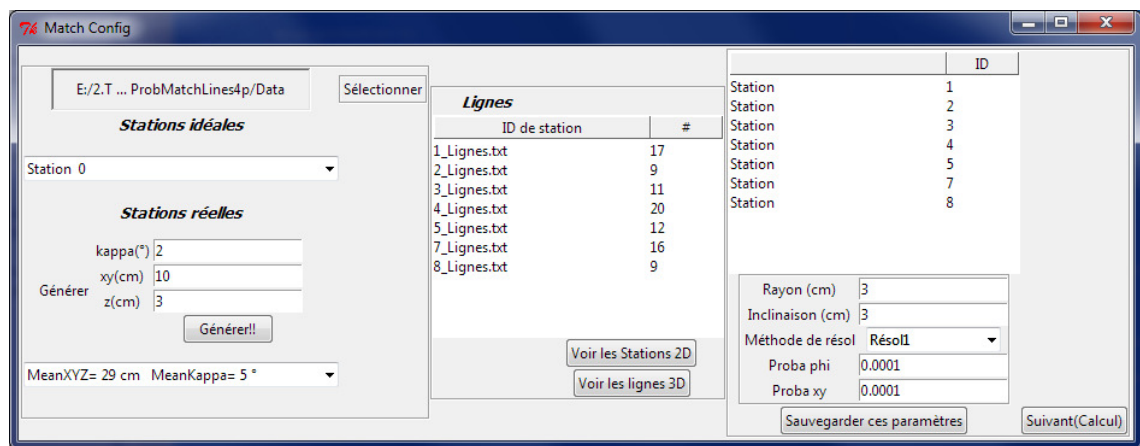 Match Config
E:/2.T ... ProbMatchLines4p/Data
Sélectionner
Stations idéales
Station 0
Stations réelles
Générer
kappa(°) 2
xy(cm) 10
z(cm) 3
Générer!!
MeanXYZ= 29 cm MeanKappa= 5 °
Lignes
ID de station #
1_Lignes.txt 17
2_Lignes.txt 9
3_Lignes.txt 11
4_Lignes.txt 20
5_Lignes.txt 12
7_Lignes.txt 16
8_Lignes.txt 9
Voir les Stations 2D
Voir les lignes 3D
ID
Station 1
Station 2
Station 3
Station 4
Station 5
Station 7
Station 8
Rayon (cm) 3
Inclinaison (cm) 3
Méthode de résol Résol1
Proba phi 0.0001
Proba xy 0.0001
Sauvegarder ces paramètres
Suivant(Calcul)